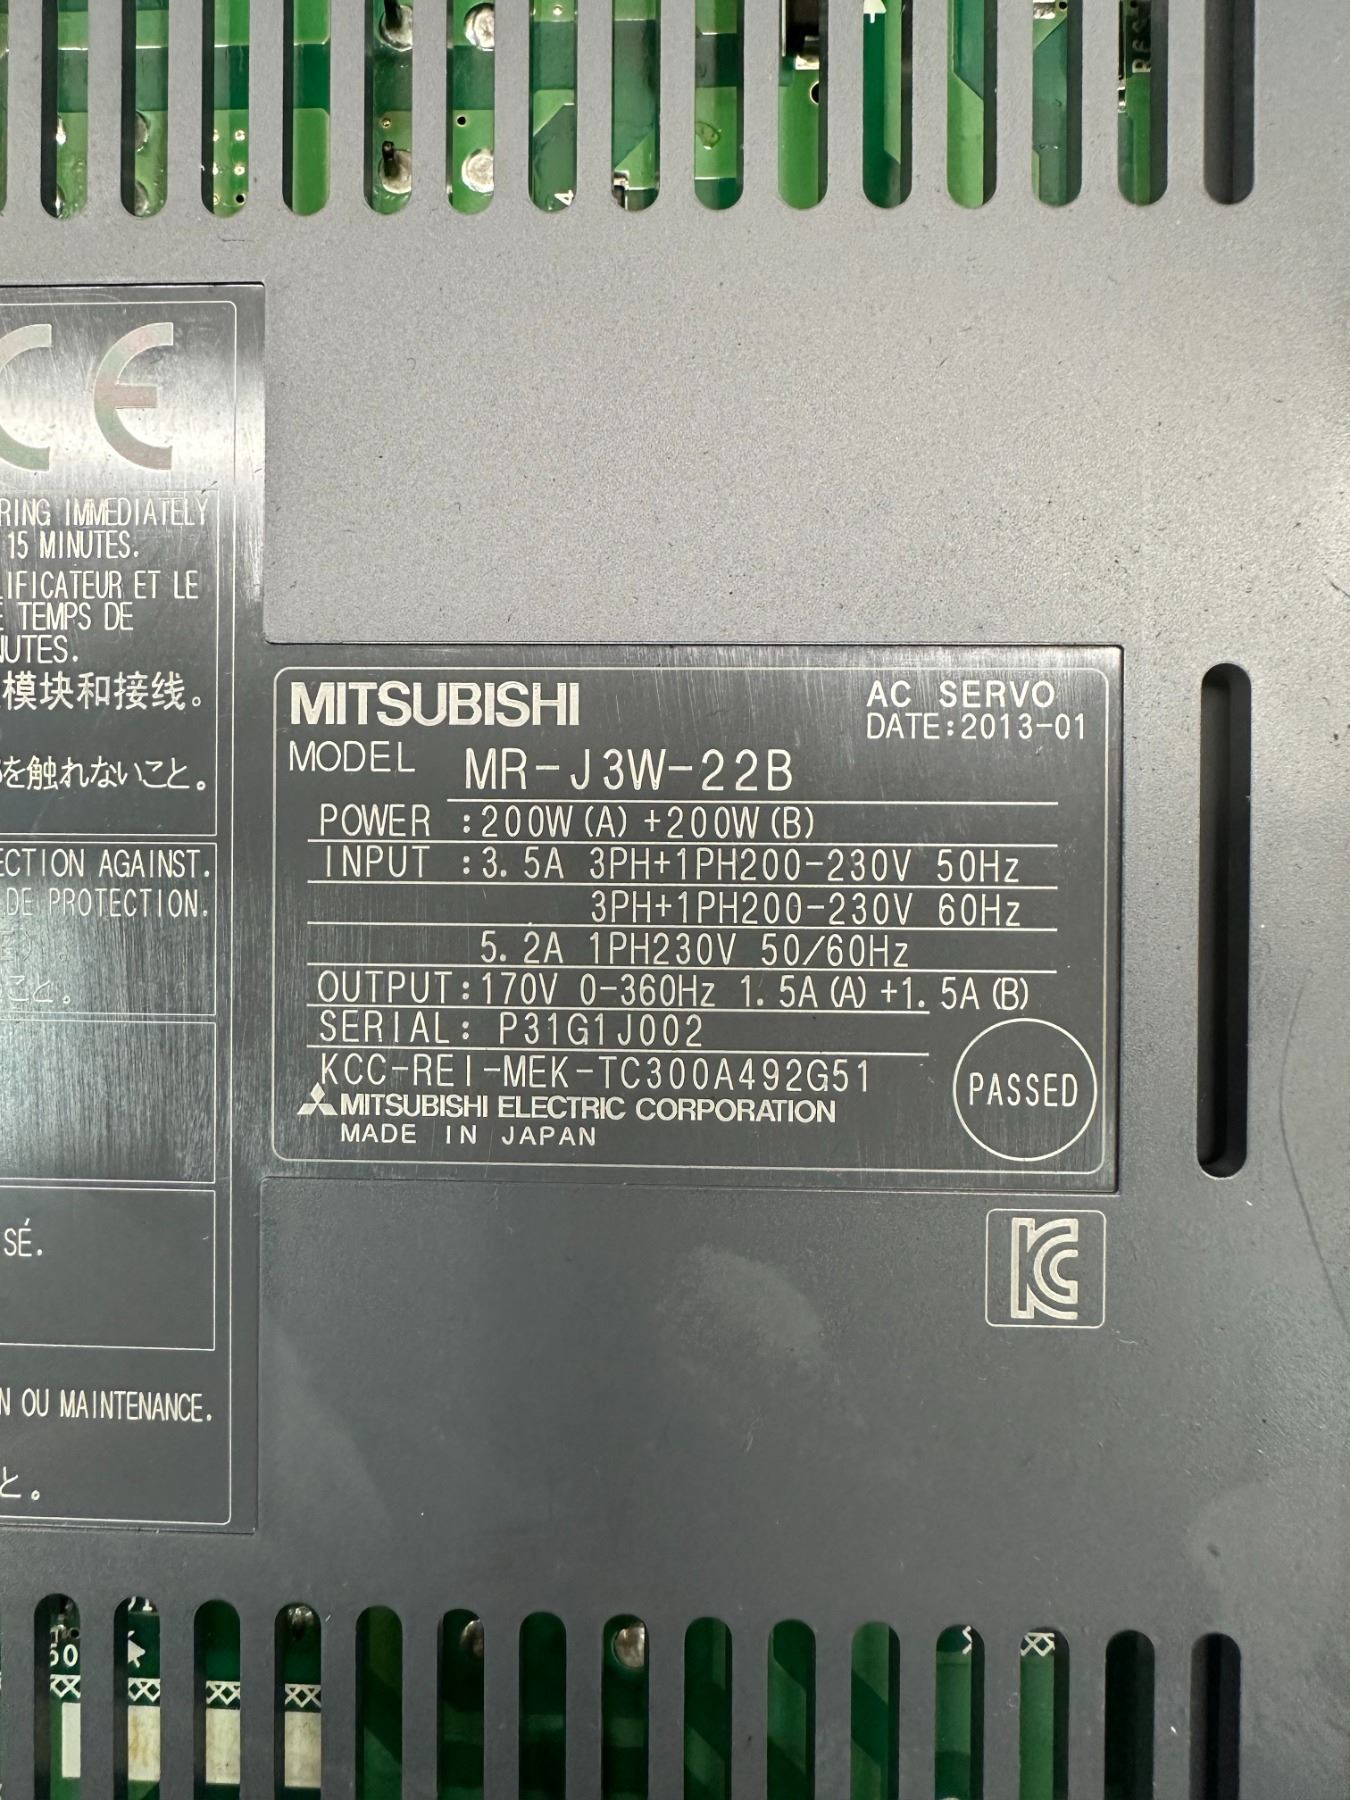 CE
RING IMMEDIATELY
15 MINUTES.
LIFICATEUR ET LE
TEMPS DE
NUTES.
模块和接线。
を触れないこと。
ECTION AGAINST.
DE PROTECTION.
こと。
SÉ.
N OU MAINTENANCE.
と。
MITSUBISHI
AC SERVO
DATE:2013-01
MODEL MR-J3W-22B
POWER :200W(A)+200W(B)
INPUT :3.5A 3PH+1PH200-230V 50Hz
3PH+1PH200-230V 60Hz
5.2A 1PH230V 50/60Hz
OUTPUT:170V 0-360Hz 1.5A(A)+1.5A(B)
SERIAL: P31G1J002
KCC-REI-MEK-TC300A492G51
MITSUBISHI ELECTRIC CORPORATION
MADE IN JAPAN
PASSED
KC